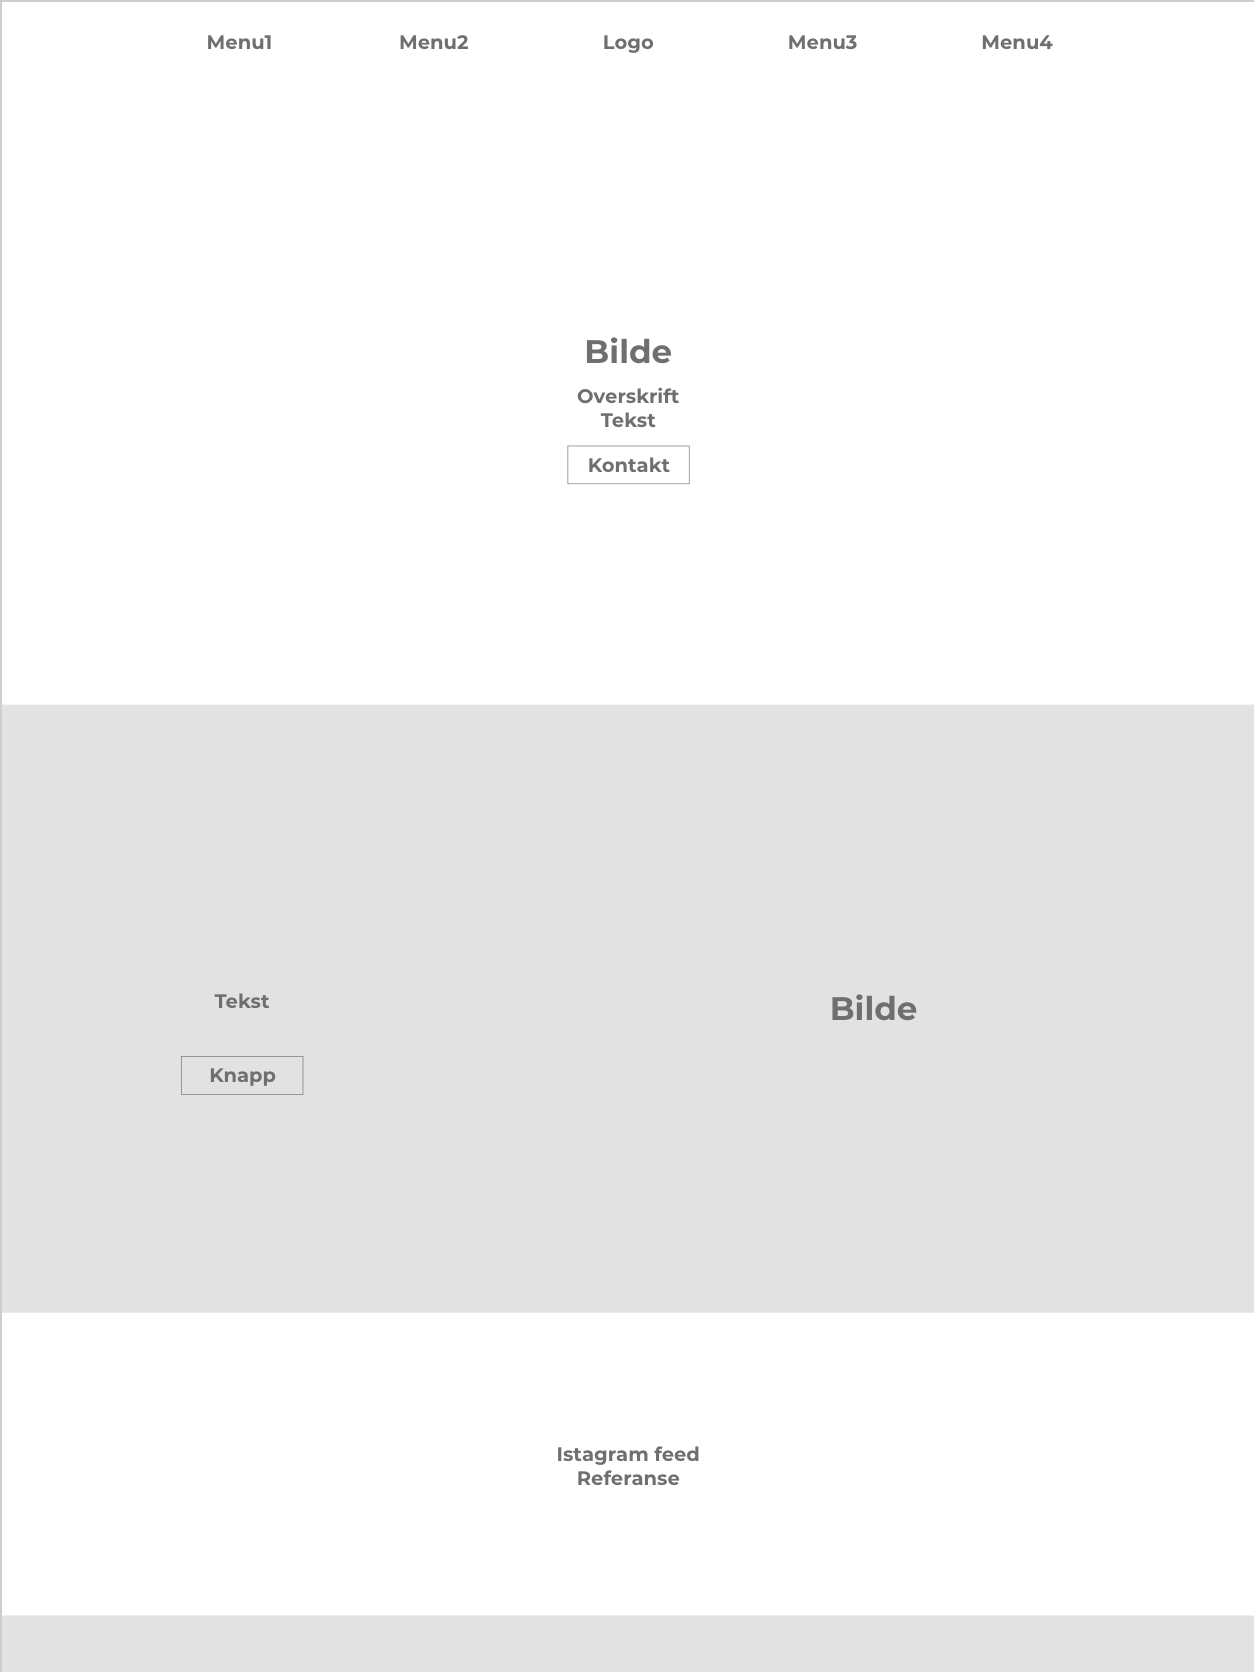 Menu1 Menu2 Logo Menu3 Menu4
Bilde
Overskrift
Tekst
Kontakt
Tekst
Bilde
Knapp
Istagram feed
Referanse